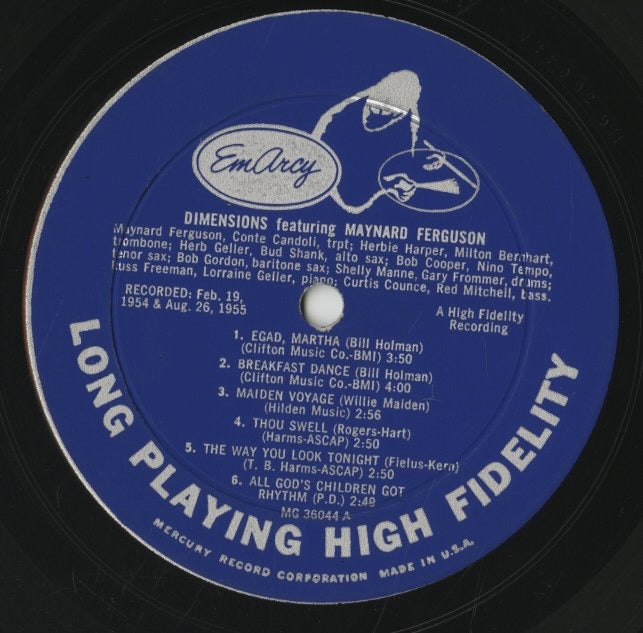 EmArcy
DIMENSIONS featuring MAYNARD FERGUSON
Maynard Ferguson, Conte Candoli, trpt; Herbie Harper, Milton Bernhart,
trombone; Herb Geller, Bud Shank, alto sax; Bob Cooper, Nino Tempo,
tenor sax; Bob Gordon, baritone sax; Shelly Manne, Gary Frommer, drums;
Russ Freeman, Lorraine Geller, piano; Curtis Counce, Red Mitchell, bass.
RECORDED: Feb. 19,
1954 & Aug. 26, 1955
A High Fidelity
Recording
1. EGAD, MARTHA (Bill Holman)
(Clifton Music Co.-BMI) 3:50
2. BREAKFAST DANCE (Bill Holman)
(Clifton Music Co.-BMI) 4:00
3. MAIDEN VOYAGE (Willie Maiden)
(Hilden Music) 2:56
4. THOU SWELL (Rogers-Hart)
(Harms-ASCAP) 2:50
5. THE WAY YOU LOOK TONIGHT (Fielus-Kern)
(T. B. Harms-ASCAP) 2:50
6. ALL GOD'S CHILDREN GOT
RHYTHM (P.D.) 2:49
MG 36044 A
LONG PLAYING HIGH FIDELITY
MERCURY RECORD CORPORATION MADE IN U.S.A.